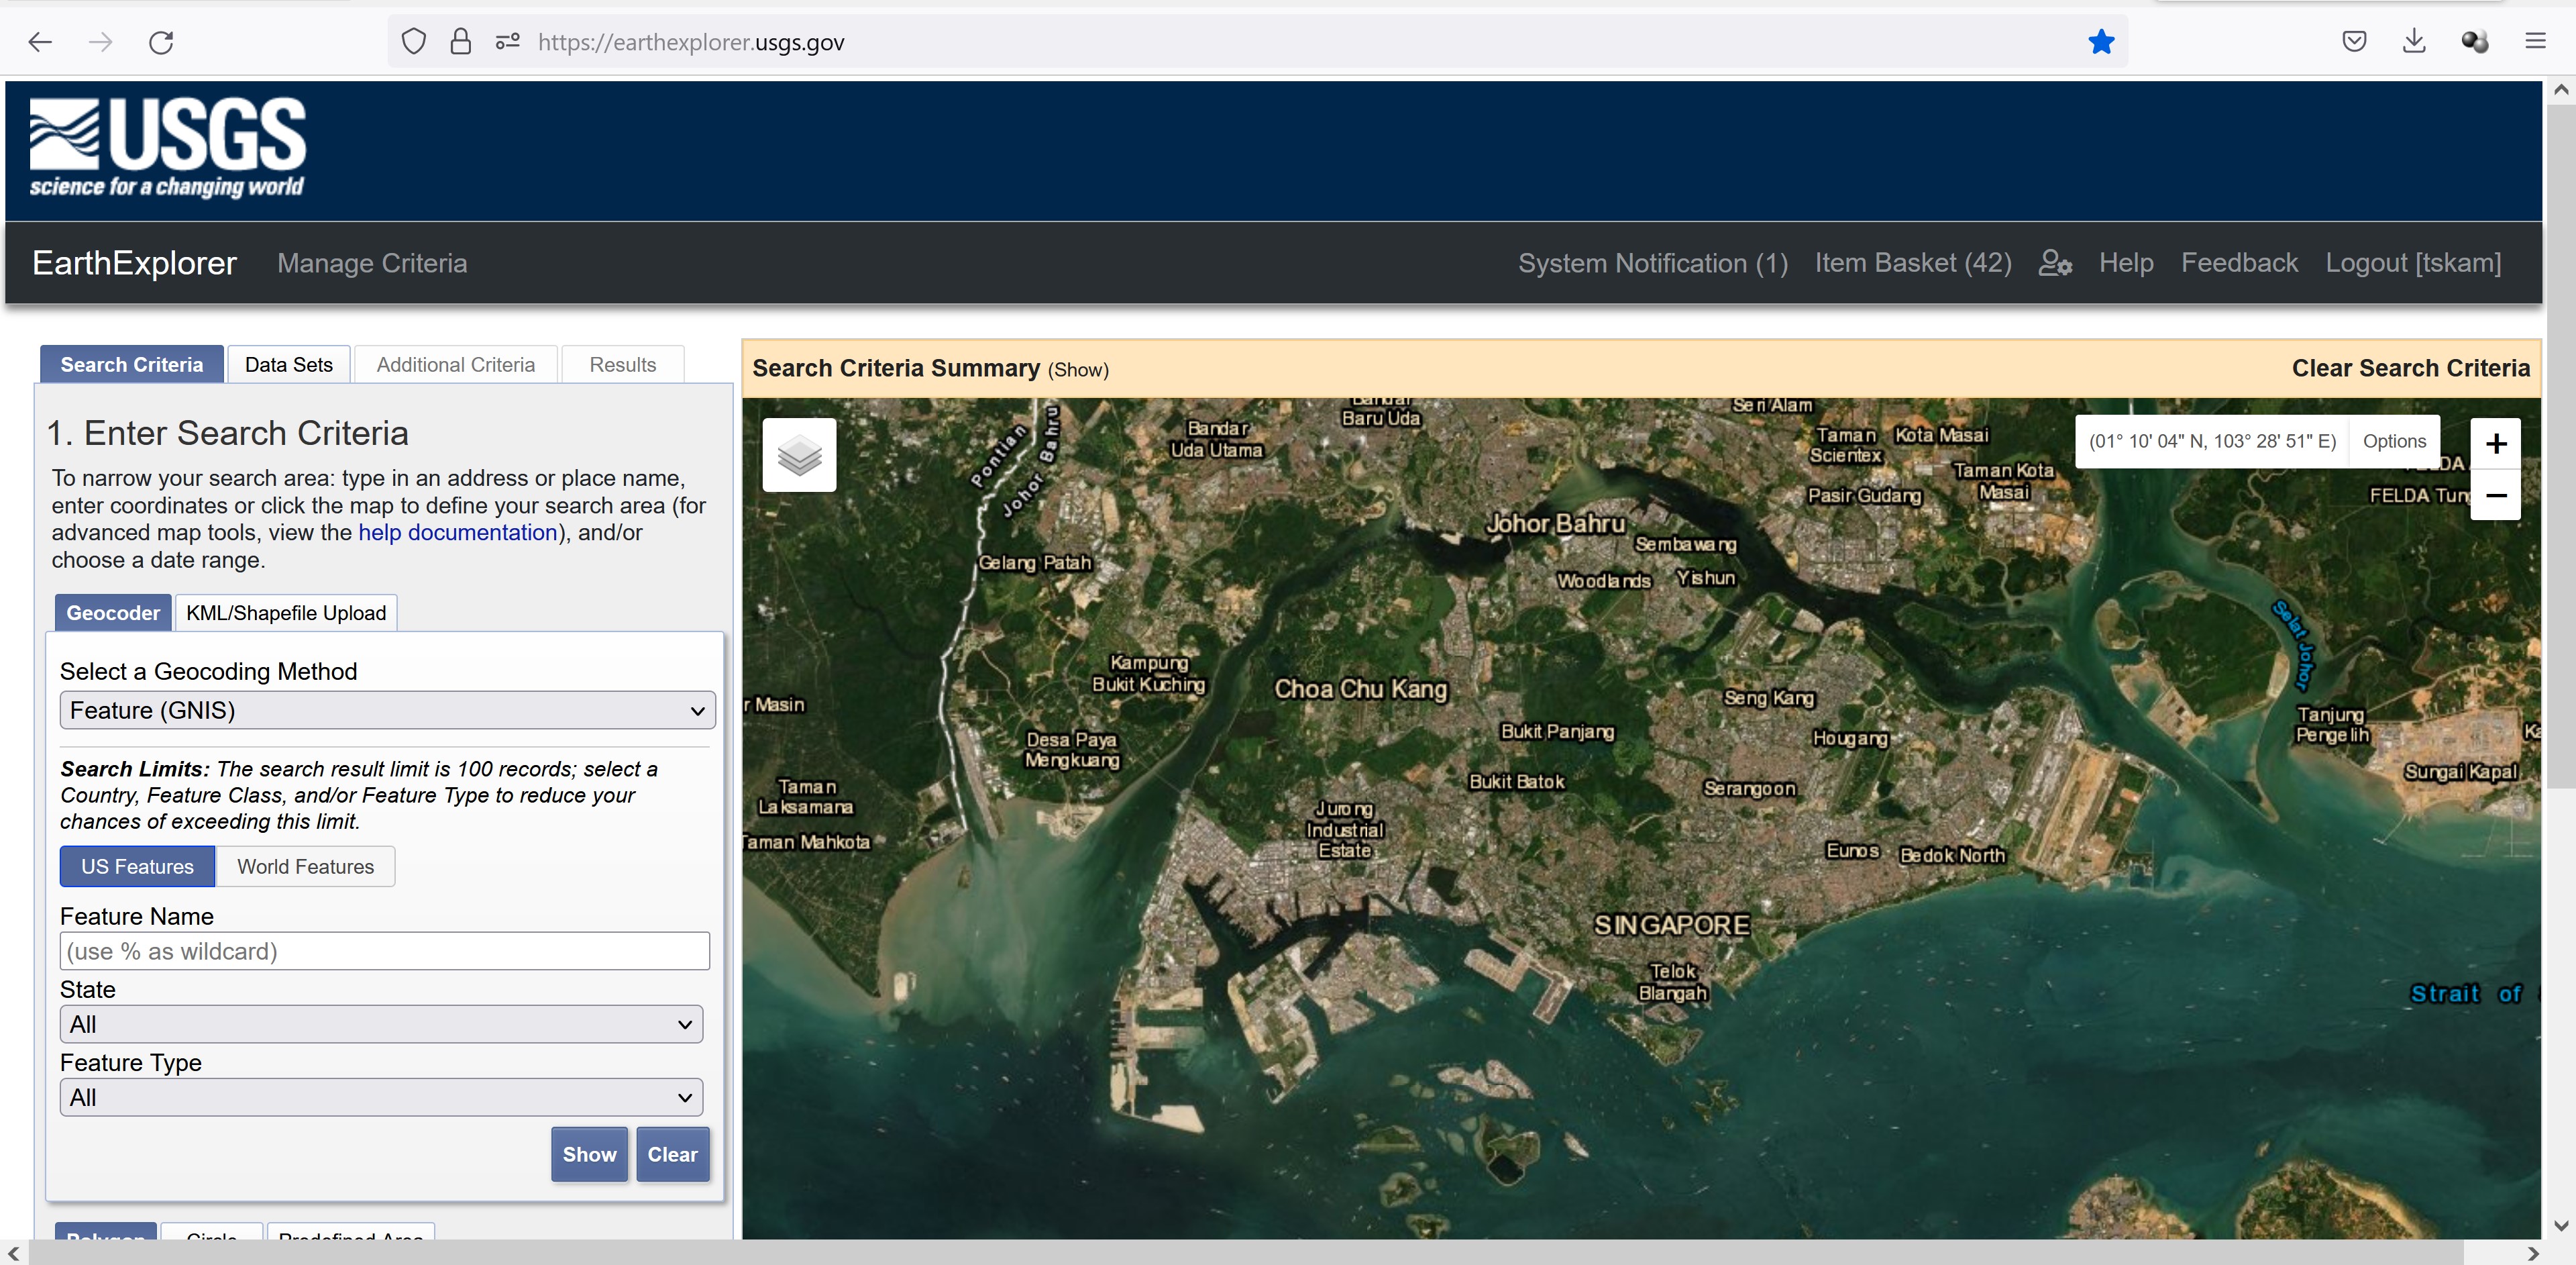 https://earthexplorer.usgs.gov
USGS
science for a changing world
EarthExplorer Manage Criteria System Notification (1) Item Basket (42) Help Feedback Logout [tskam]
Search Criteria Data Sets Additional Criteria Results
1. Enter Search Criteria
To narrow your search area: type in an address or place name,
enter coordinates or click the map to define your search area (for
advanced map tools, view the help documentation), and/or
choose a date range.
Geocoder KML/Shapefile Upload
Select a Geocoding Method
Feature (GNIS)
Search Limits: The search result limit is 100 records; select a
Country, Feature Class, and/or Feature Type to reduce your
chances of exceeding this limit.
US Features World Features
Feature Name
(use % as wildcard)
State
All
Feature Type
All
Show Clear
Polygon Circle Predefined Area
Search Criteria Summary (Show) Clear Search Criteria
(01° 10' 04" N, 103° 28' 51" E) Options
+
−
Pontian
Johor Bahru
Bandar
Uda Utama
Bandar
Baru Uda
Seri Alam
Taman
Scientex
Kota Masai
Taman Kota
Masai
Pasir Gudang
FELDA Tun
Johor Bahru
Sembawang
Woodlands Yishun
Gelang Patah
Selat Johor
Kampung
Bukit Kuching
Choa Chu Kang
Seng Kang
r Masin
Desa Paya
Mengkuang
Bukit Panjang
Hougang
Tanjung
Pengelih
Ka
Sungai Kapal
Bukit Batok
Serangoon
Taman
Laksamana
Jurong
Industrial
Estate
Taman Mahkota
Eunos Bedok North
SINGAPORE
Telok
Blangah
Strait of